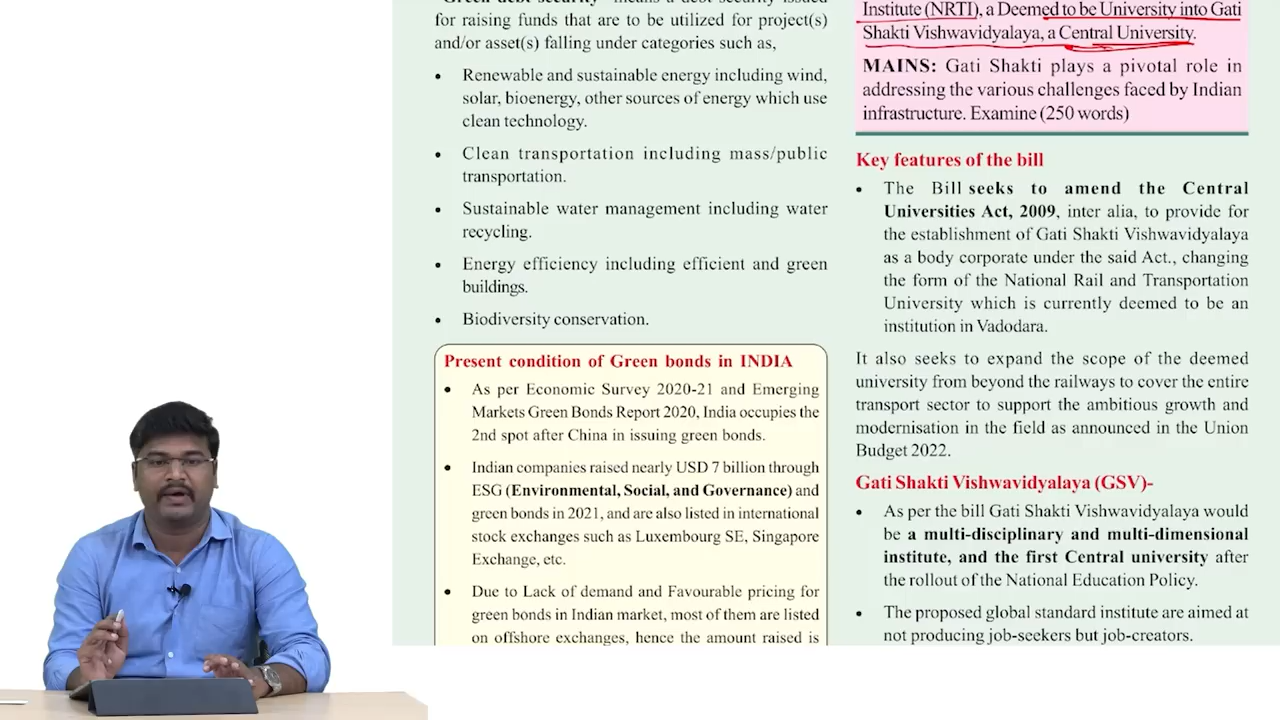 "Green debt security" means a debt security issued
for raising funds that are to be utilized for project(s)
and/or asset(s) falling under categories such as,
• Renewable and sustainable energy including wind,
solar, bioenergy, other sources of energy which use
clean technology.
• Clean transportation including mass/public
transportation.
• Sustainable water management including water
recycling.
• Energy efficiency including efficient and green
buildings.
• Biodiversity conservation.
Present condition of Green bonds in INDIA
• As per Economic Survey 2020-21 and Emerging
Markets Green Bonds Report 2020, India occupies the
2nd spot after China in issuing green bonds.
• Indian companies raised nearly USD 7 billion through
ESG (Environmental, Social, and Governance) and
green bonds in 2021, and are also listed in international
stock exchanges such as Luxembourg SE, Singapore
Exchange, etc.
• Due to Lack of demand and Favourable pricing for
green bonds in Indian market, most of them are listed
on offshore exchanges, hence the amount raised is
Institute (NRTI), a Deemed to be University into Gati
Shakti Vishwavidyalaya, a Central University.
MAINS: Gati Shakti plays a pivotal role in
addressing the various challenges faced by Indian
infrastructure. Examine (250 words)
Key features of the bill
• The Bill seeks to amend the Central
Universities Act, 2009, inter alia, to provide for
the establishment of Gati Shakti Vishwavidyalaya
as a body corporate under the said Act., changing
the form of the National Rail and Transportation
University which is currently deemed to be an
institution in Vadodara.
It also seeks to expand the scope of the deemed
university from beyond the railways to cover the entire
transport sector to support the ambitious growth and
modernisation in the field as announced in the Union
Budget 2022.
Gati Shakti Vishwavidyalaya (GSV)-
• As per the bill Gati Shakti Vishwavidyalaya would
be a multi-disciplinary and multi-dimensional
institute, and the first Central university after
the rollout of the National Education Policy.
• The proposed global standard institute are aimed at
not producing job-seekers but job-creators.